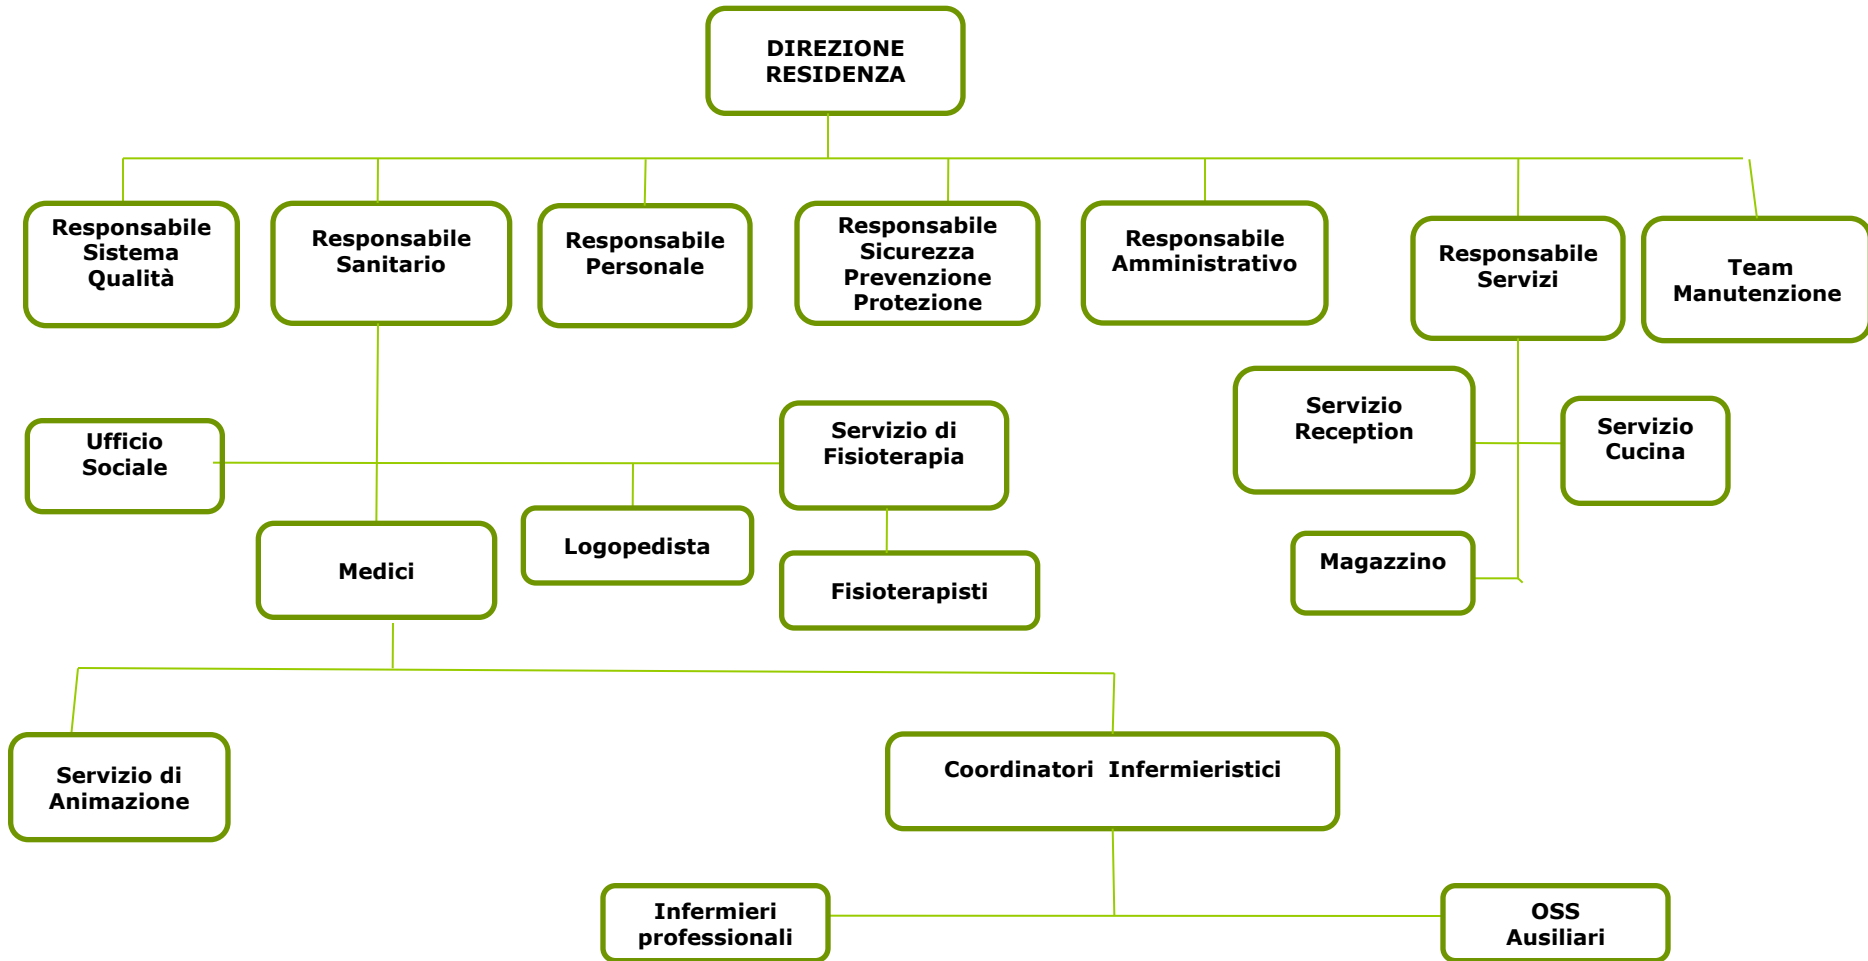 DIREZIONE
RESIDENZA
Responsabile
Sistema
Qualità
Responsabile
Sanitario
Responsabile
Personale
Responsabile
Sicurezza
Prevenzione
Protezione
Responsabile
Amministrativo
Responsabile
Servizi
Team
Manutenzione
Ufficio
Sociale
Servizio di
Fisioterapia
Servizio
Reception
Servizio
Cucina
Medici
Logopedista
Fisioterapisti
Magazzino
Servizio di
Animazione
Coordinatori Infermieristici
Infermieri
professionali
OSS
Ausiliari